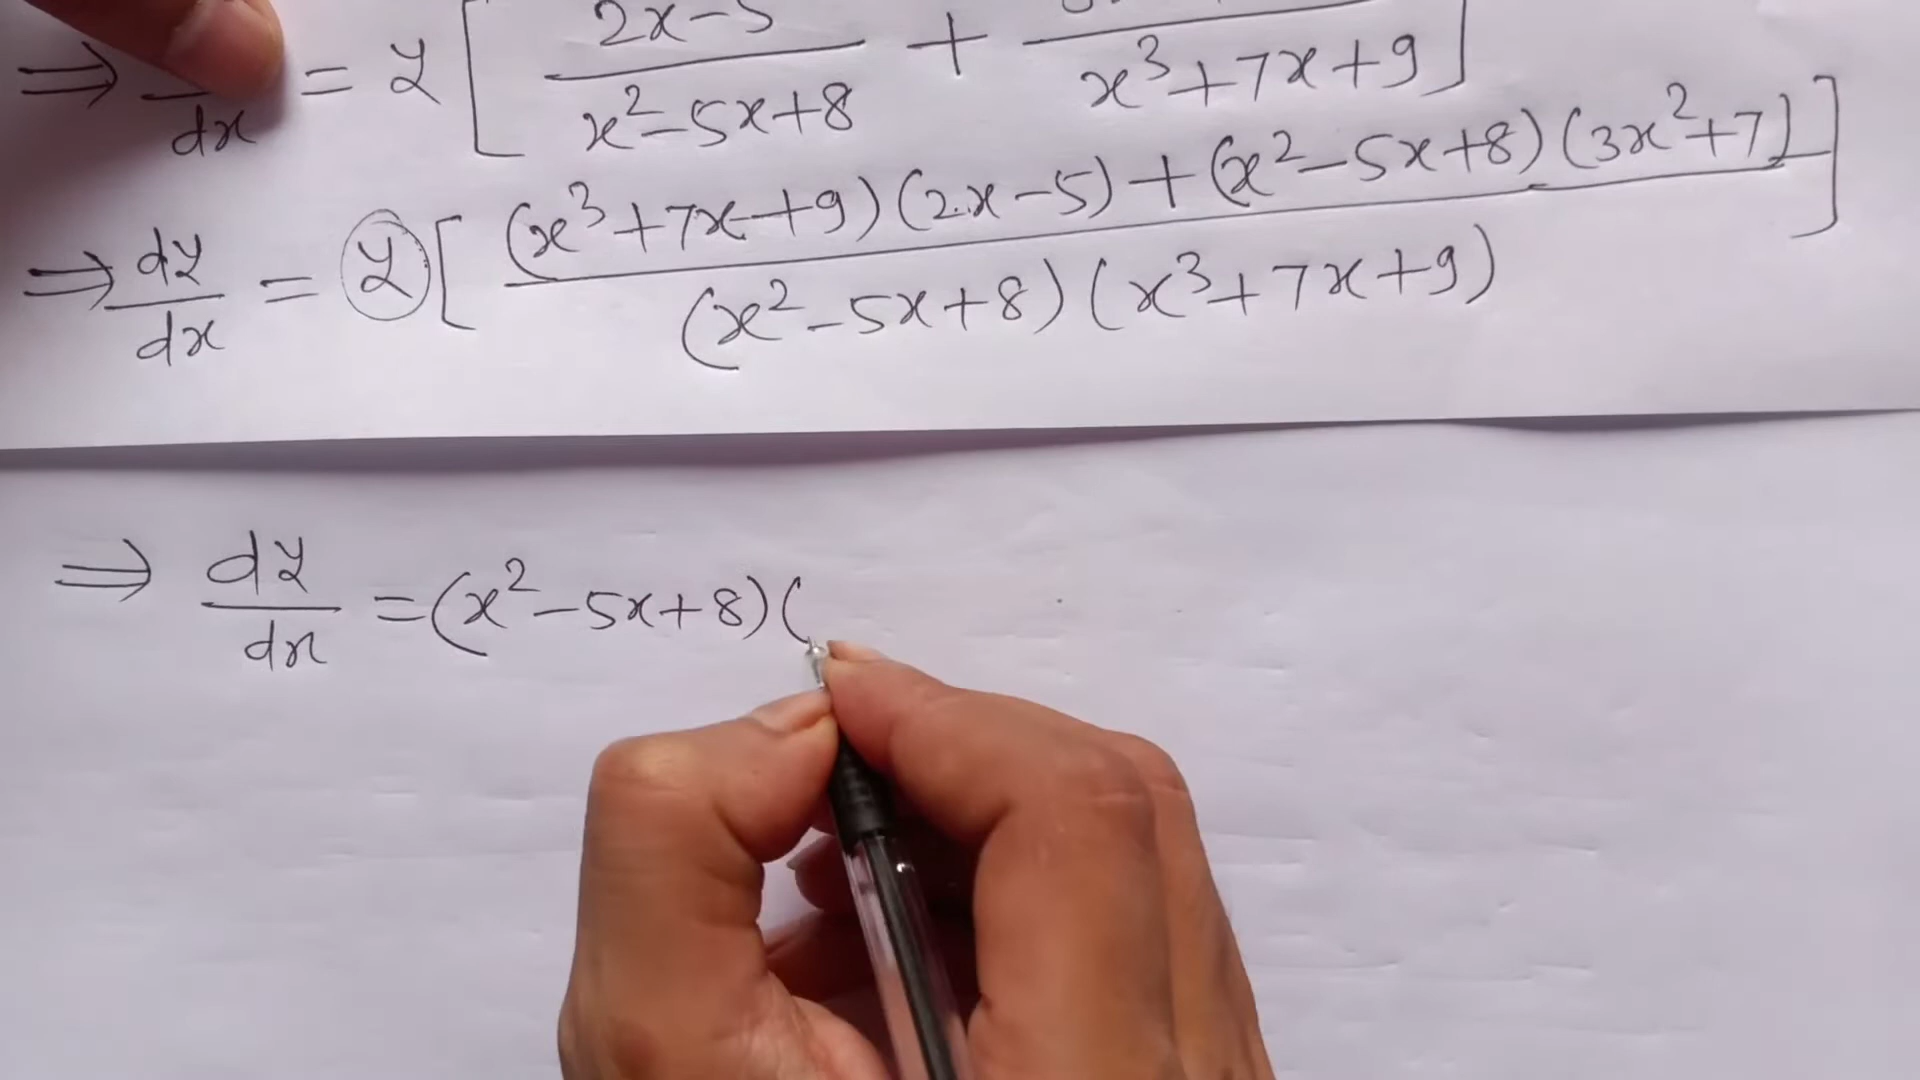 ⇒ /dx = y [ 2x-5/x²-5x+8 + /x³+7x+9 ]
⇒ dy/dx = y [ (x³+7x+9)(2x-5)+(x²-5x+8)(3x²+7)/(x²-5x+8)(x³+7x+9) ]
⇒ dy/dx = (x²-5x+8)(